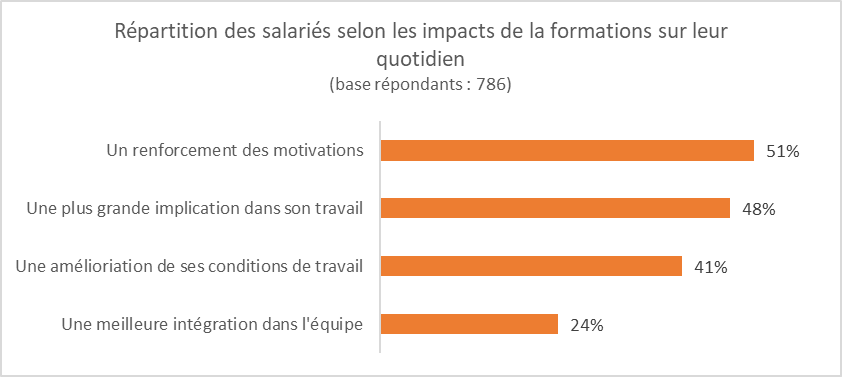 Répartition des salariés selon les impacts de la formations sur leur
quotidien
(base répondants : 786)
Un renforcement des motivations 51%
Une plus grande implication dans son travail 48%
Une amélioriation de ses conditions de travail 41%
Une meilleure intégration dans l'équipe 24%